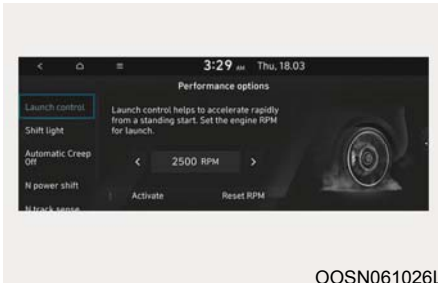 3:29 AM Thu, 18.03
Performance options
Launch control
Launch control helps to accelerate rapidly
from a standing start. Set the engine RPM
for launch.
Shift light
Automatic Creep
Off
< 2500 RPM >
N power shift
Activate Reset RPM
N track sense
OOSN061026L